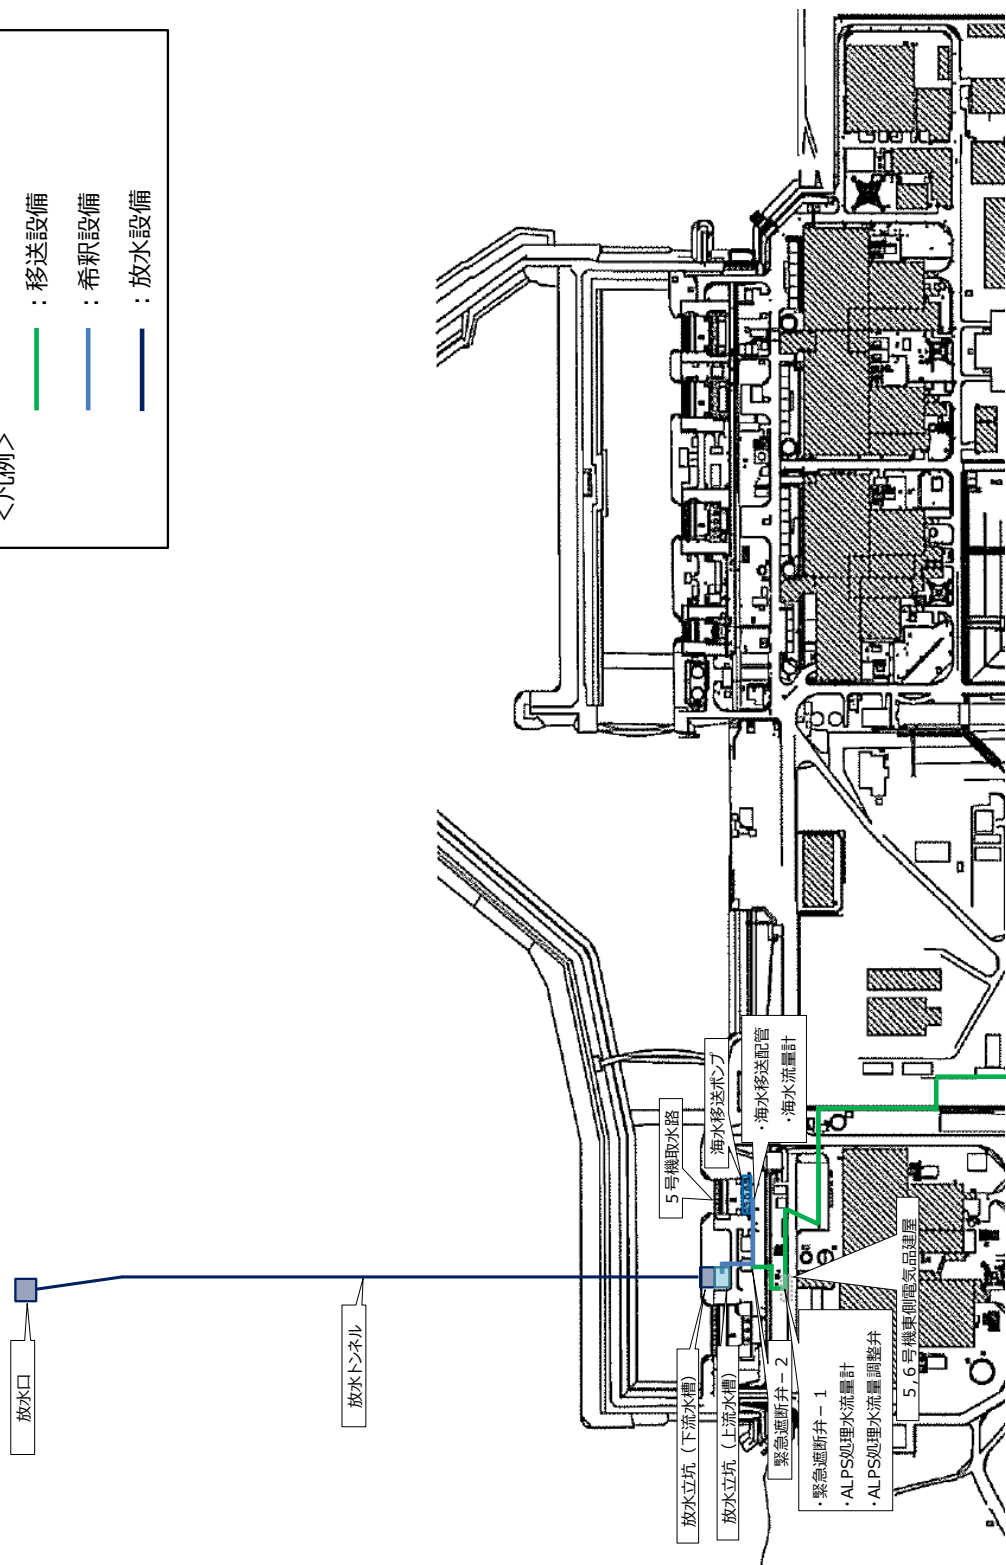 ＜凡例＞
：移送設備
：希釈設備
：放水設備
放水口
放水トンネル
５号機取水路
海水移送ポンプ
・海水移送配管
・海水流量計
放水立坑（下流水槽）
放水立坑（上流水槽）
緊急遮断弁－２
・緊急遮断弁－１
・ALPS処理水流量計
・ALPS処理水流量調整弁
５,６号機東側電気品建屋